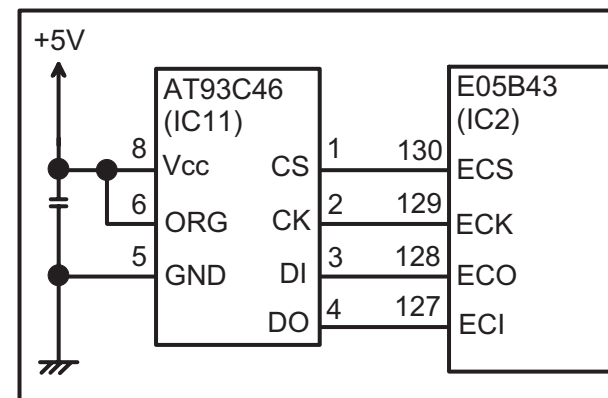 +5V
AT93C46
(IC11)
E05B43
(IC2)
8 Vcc CS 1 130 ECS
6 ORG CK 2 129 ECK
5 GND DI 3 128 ECO
DO 4 127 ECI